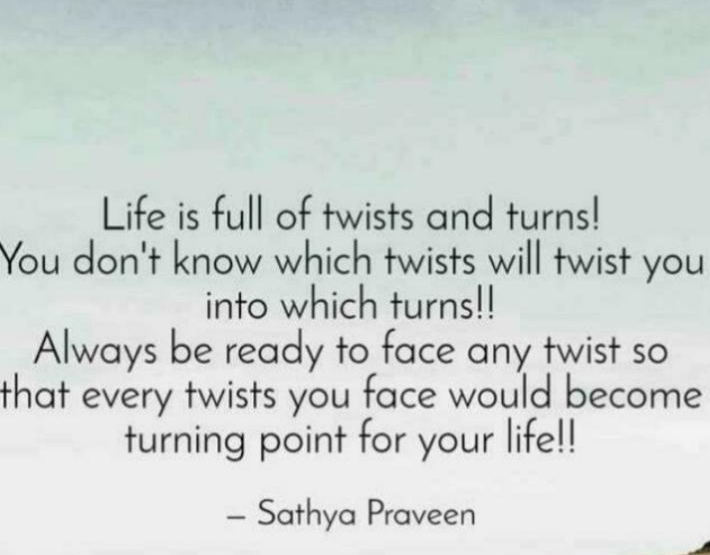 Life is full of twists and turns!
You don't know which twists will twist you
into which turns!!
Always be ready to face any twist so
that every twists you face would become
turning point for your life!!
– Sathya Praveen